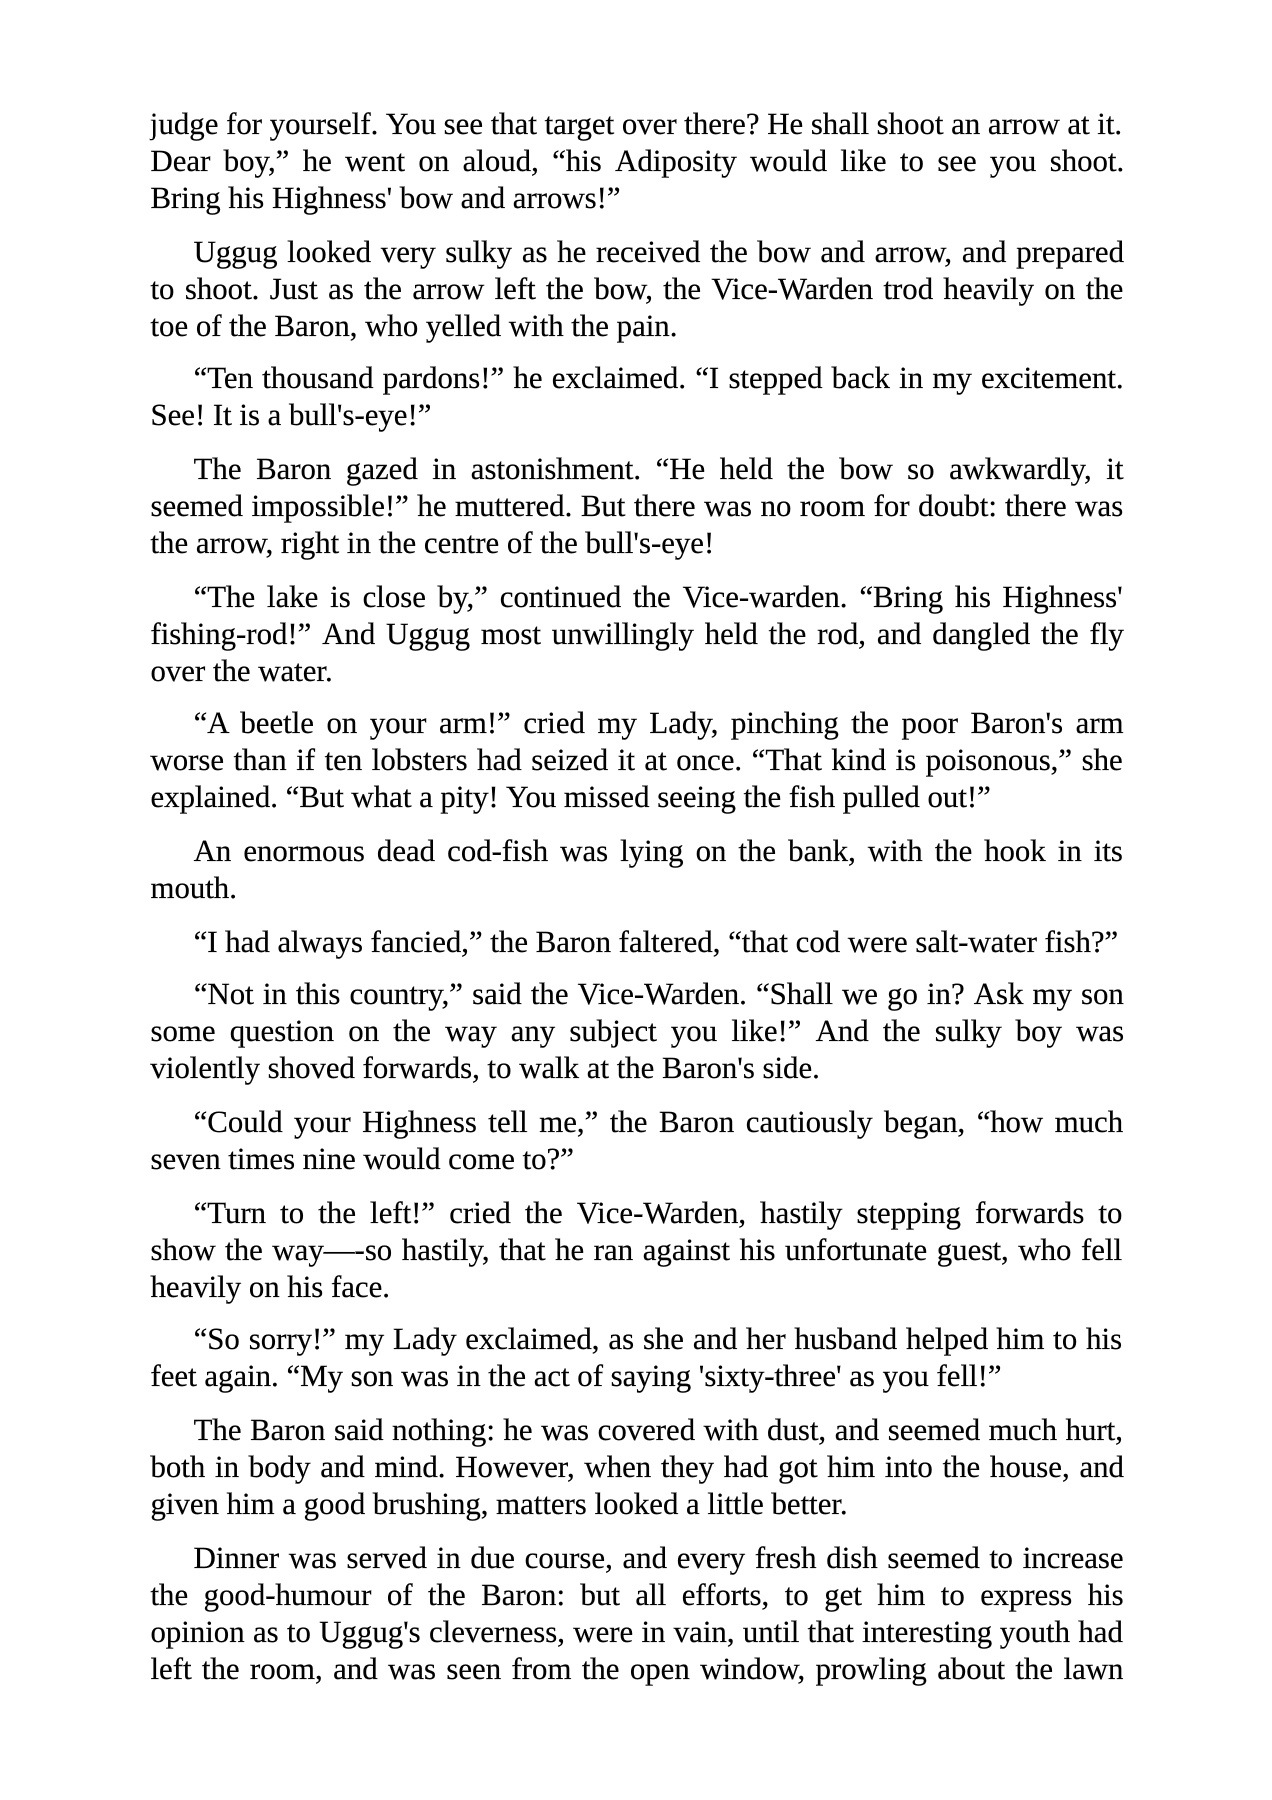 judge for yourself. You see that target over there? He shall shoot an arrow at it.
Dear boy,” he went on aloud, “his Adiposity would like to see you shoot.
Bring his Highness' bow and arrows!”
Uggug looked very sulky as he received the bow and arrow, and prepared
to shoot. Just as the arrow left the bow, the Vice-Warden trod heavily on the
toe of the Baron, who yelled with the pain.
“Ten thousand pardons!” he exclaimed. “I stepped back in my excitement.
See! It is a bull's-eye!”
The Baron gazed in astonishment. “He held the bow so awkwardly, it
seemed impossible!” he muttered. But there was no room for doubt: there was
the arrow, right in the centre of the bull's-eye!
“The lake is close by,” continued the Vice-warden. “Bring his Highness'
fishing-rod!” And Uggug most unwillingly held the rod, and dangled the fly
over the water.
“A beetle on your arm!” cried my Lady, pinching the poor Baron's arm
worse than if ten lobsters had seized it at once. “That kind is poisonous,” she
explained. “But what a pity! You missed seeing the fish pulled out!”
An enormous dead cod-fish was lying on the bank, with the hook in its
mouth.
“I had always fancied,” the Baron faltered, “that cod were salt-water fish?”
“Not in this country,” said the Vice-Warden. “Shall we go in? Ask my son
some question on the way any subject you like!” And the sulky boy was
violently shoved forwards, to walk at the Baron's side.
“Could your Highness tell me,” the Baron cautiously began, “how much
seven times nine would come to?”
“Turn to the left!” cried the Vice-Warden, hastily stepping forwards to
show the way—-so hastily, that he ran against his unfortunate guest, who fell
heavily on his face.
“So sorry!” my Lady exclaimed, as she and her husband helped him to his
feet again. “My son was in the act of saying 'sixty-three' as you fell!”
The Baron said nothing: he was covered with dust, and seemed much hurt,
both in body and mind. However, when they had got him into the house, and
given him a good brushing, matters looked a little better.
Dinner was served in due course, and every fresh dish seemed to increase
the good-humour of the Baron: but all efforts, to get him to express his
opinion as to Uggug's cleverness, were in vain, until that interesting youth had
left the room, and was seen from the open window, prowling about the lawn